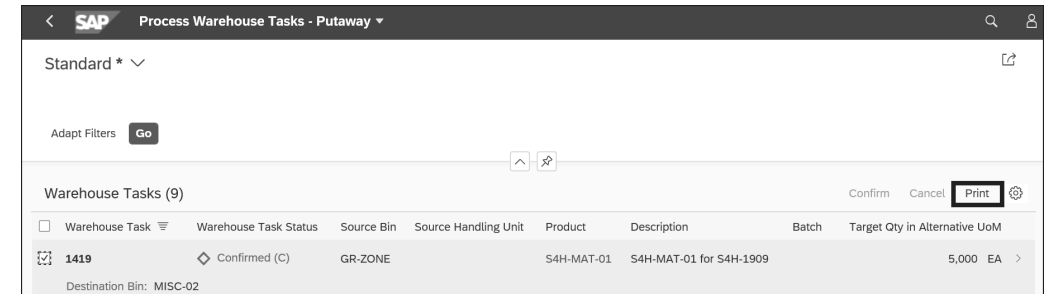 SAP Process Warehouse Tasks - Putaway
Standard *
Adapt Filters Go
Warehouse Tasks (9) Confirm Cancel Print
Warehouse Task Warehouse Task Status Source Bin Source Handling Unit Product Description Batch Target Qty in Alternative UoM
1419 Confirmed (C) GR-ZONE S4H-MAT-01 S4H-MAT-01 for S4H-1909 5,000 EA
Destination Bin: MISC-02